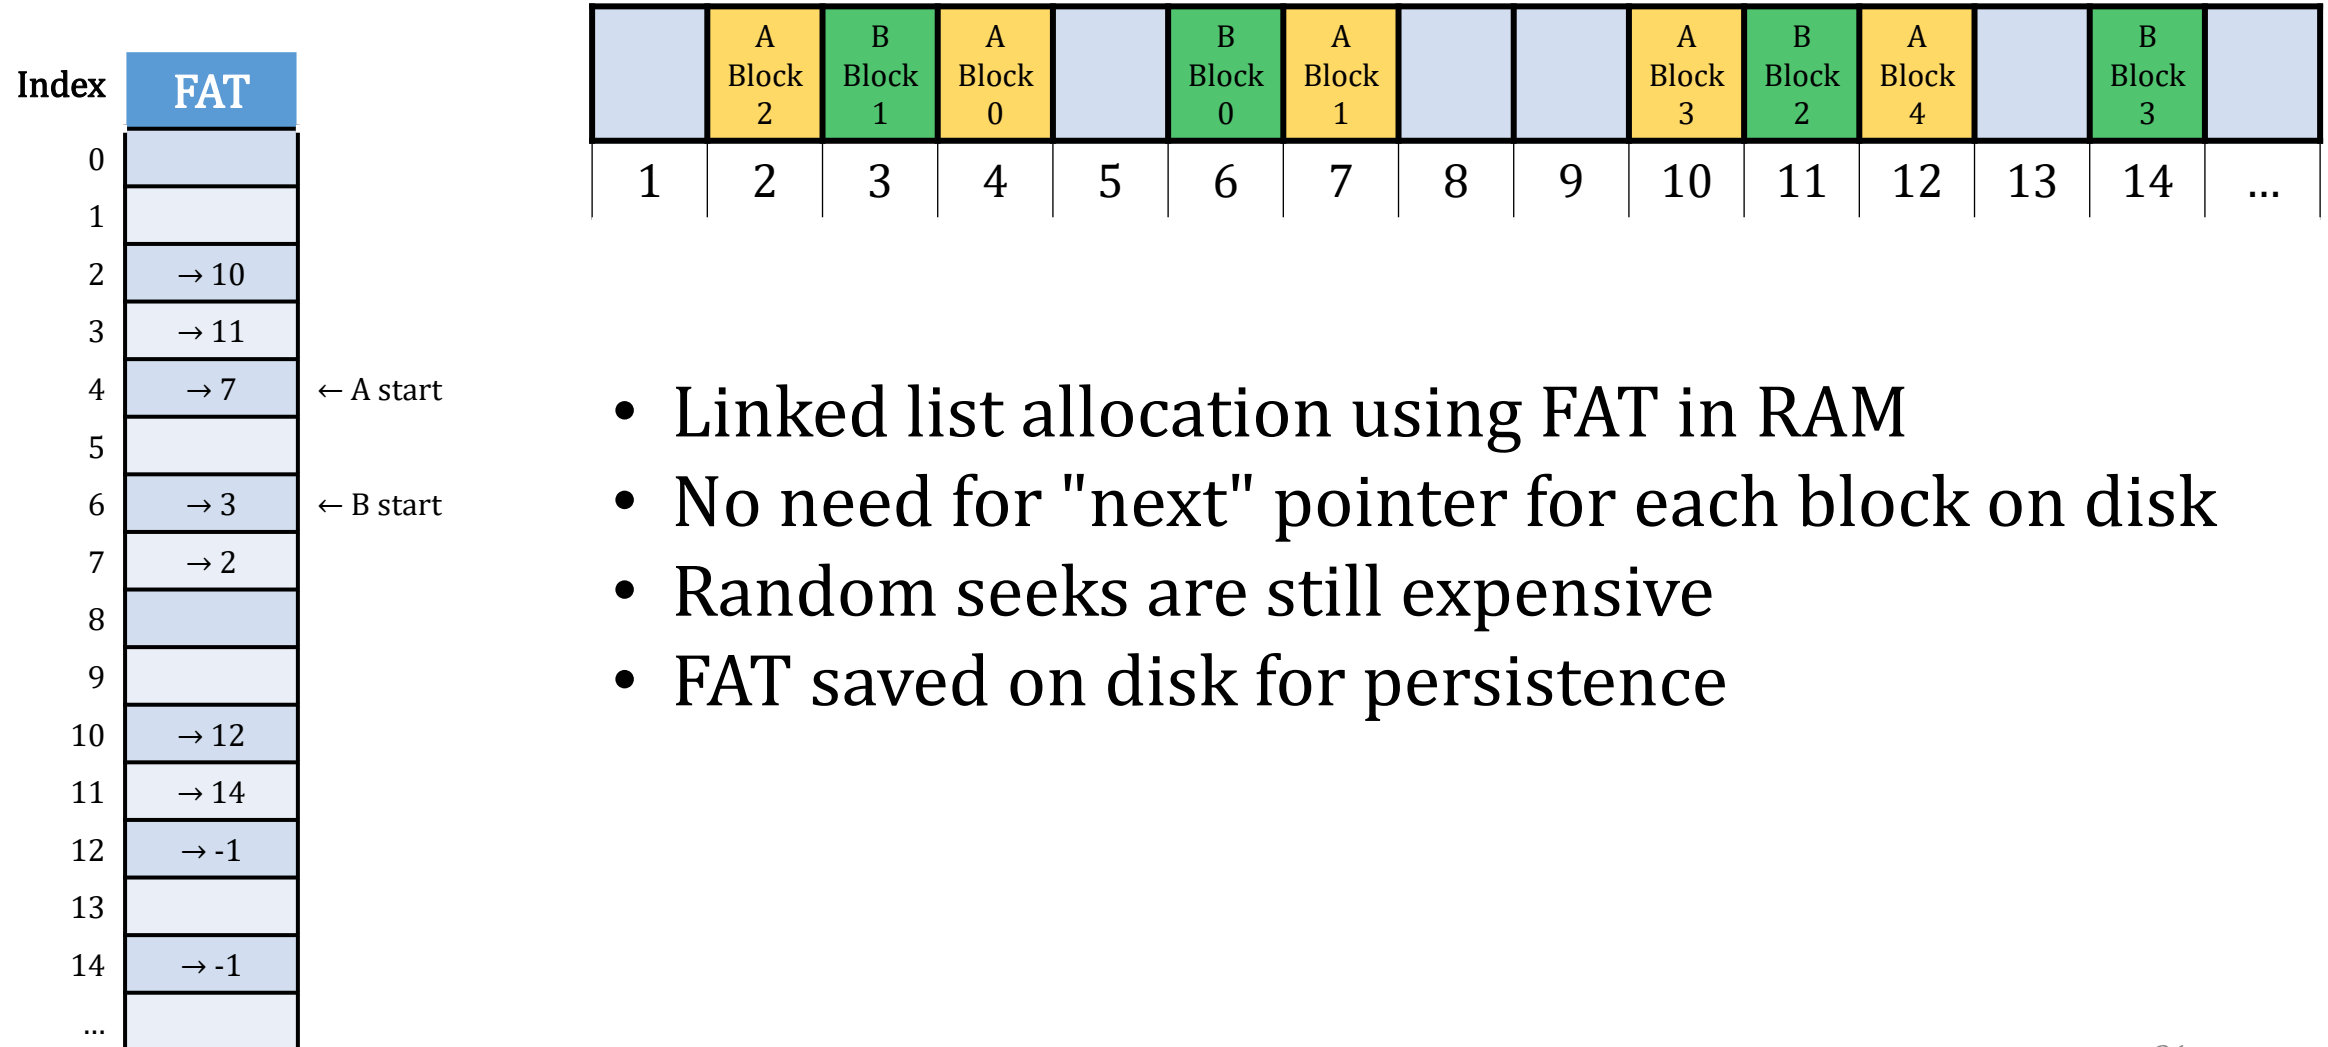 Index FAT
0
1
2 → 10
3 → 11
4 → 7 ← A start
5
6 → 3 ← B start
7 → 2
8
9
10 → 12
11 → 14
12 → -1
13
14 → -1
...
A B A B A A B A B
Block Block Block Block Block Block Block Block Block
2 1 0 0 1 3 2 4 3
1 2 3 4 5 6 7 8 9 10 11 12 13 14 ...
• Linked list allocation using FAT in RAM
• No need for "next" pointer for each block on disk
• Random seeks are still expensive
• FAT saved on disk for persistence